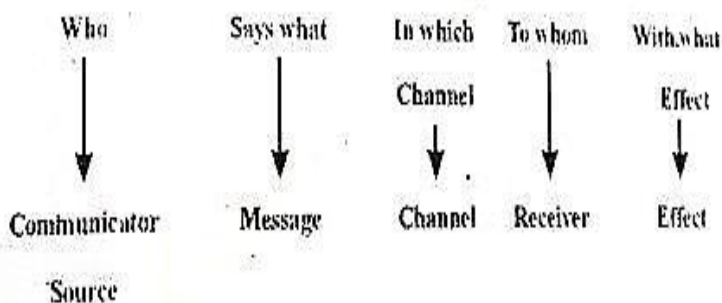 Who Says what In which To whom With what
Channel Effect
Communicator Message Channel Receiver Effect
Source